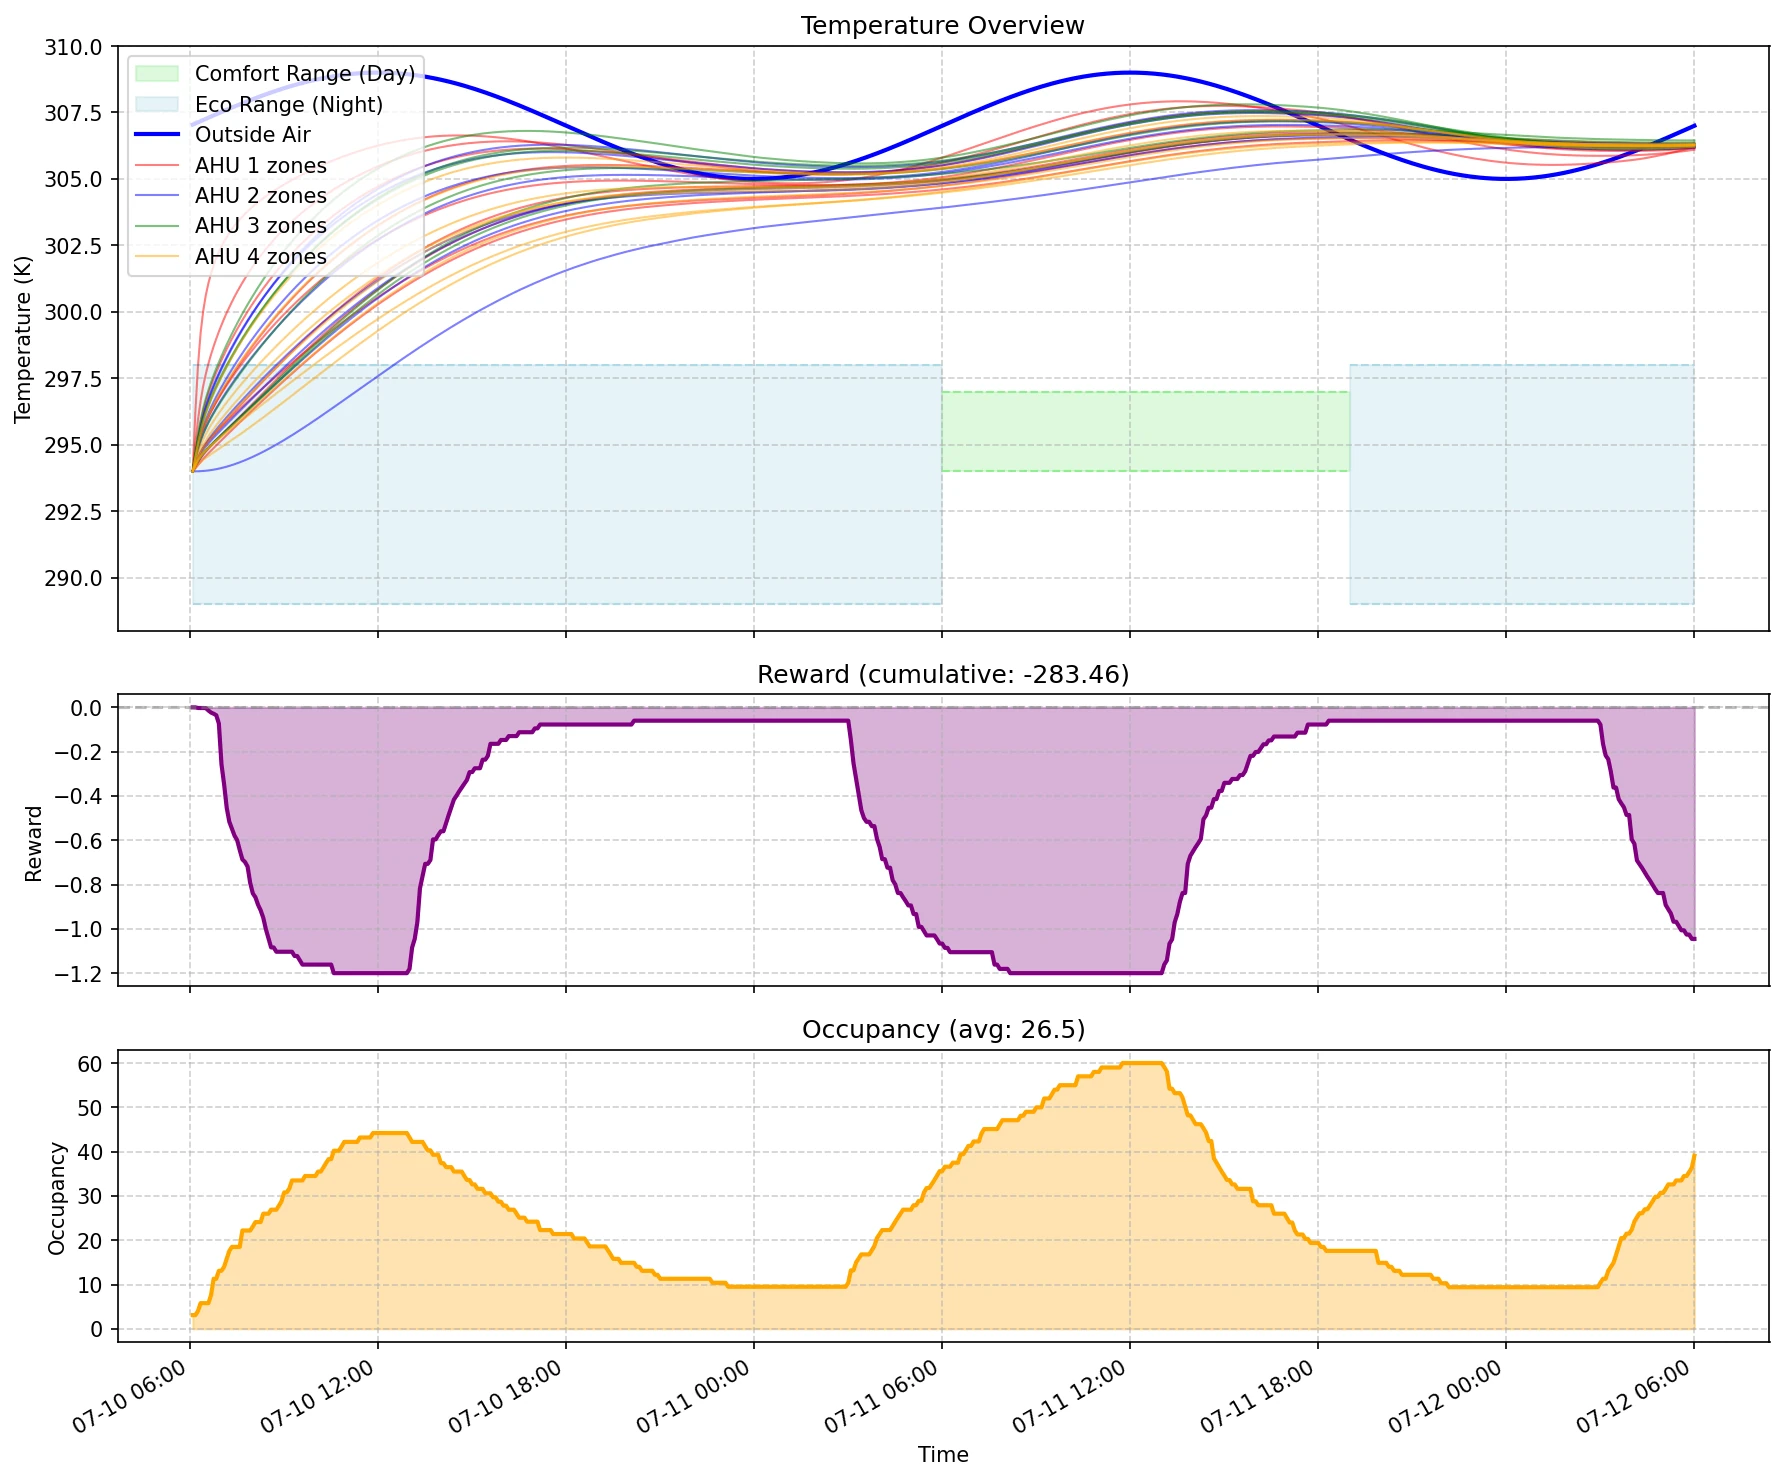 Temperature Overview
310.0
307.5
305.0
302.5
300.0
297.5
295.0
292.5
290.0
Temperature (K)
Comfort Range (Day)
Eco Range (Night)
Outside Air
AHU 1 zones
AHU 2 zones
AHU 3 zones
AHU 4 zones
Reward (cumulative: -283.46)
0.0
−0.2
−0.4
−0.6
−0.8
−1.0
−1.2
Reward
Occupancy (avg: 26.5)
60
50
40
30
20
10
0
Occupancy
07-10 06:00
07-10 12:00
07-10 18:00
07-11 00:00
07-11 06:00
07-11 12:00
07-11 18:00
07-12 00:00
07-12 06:00
Time